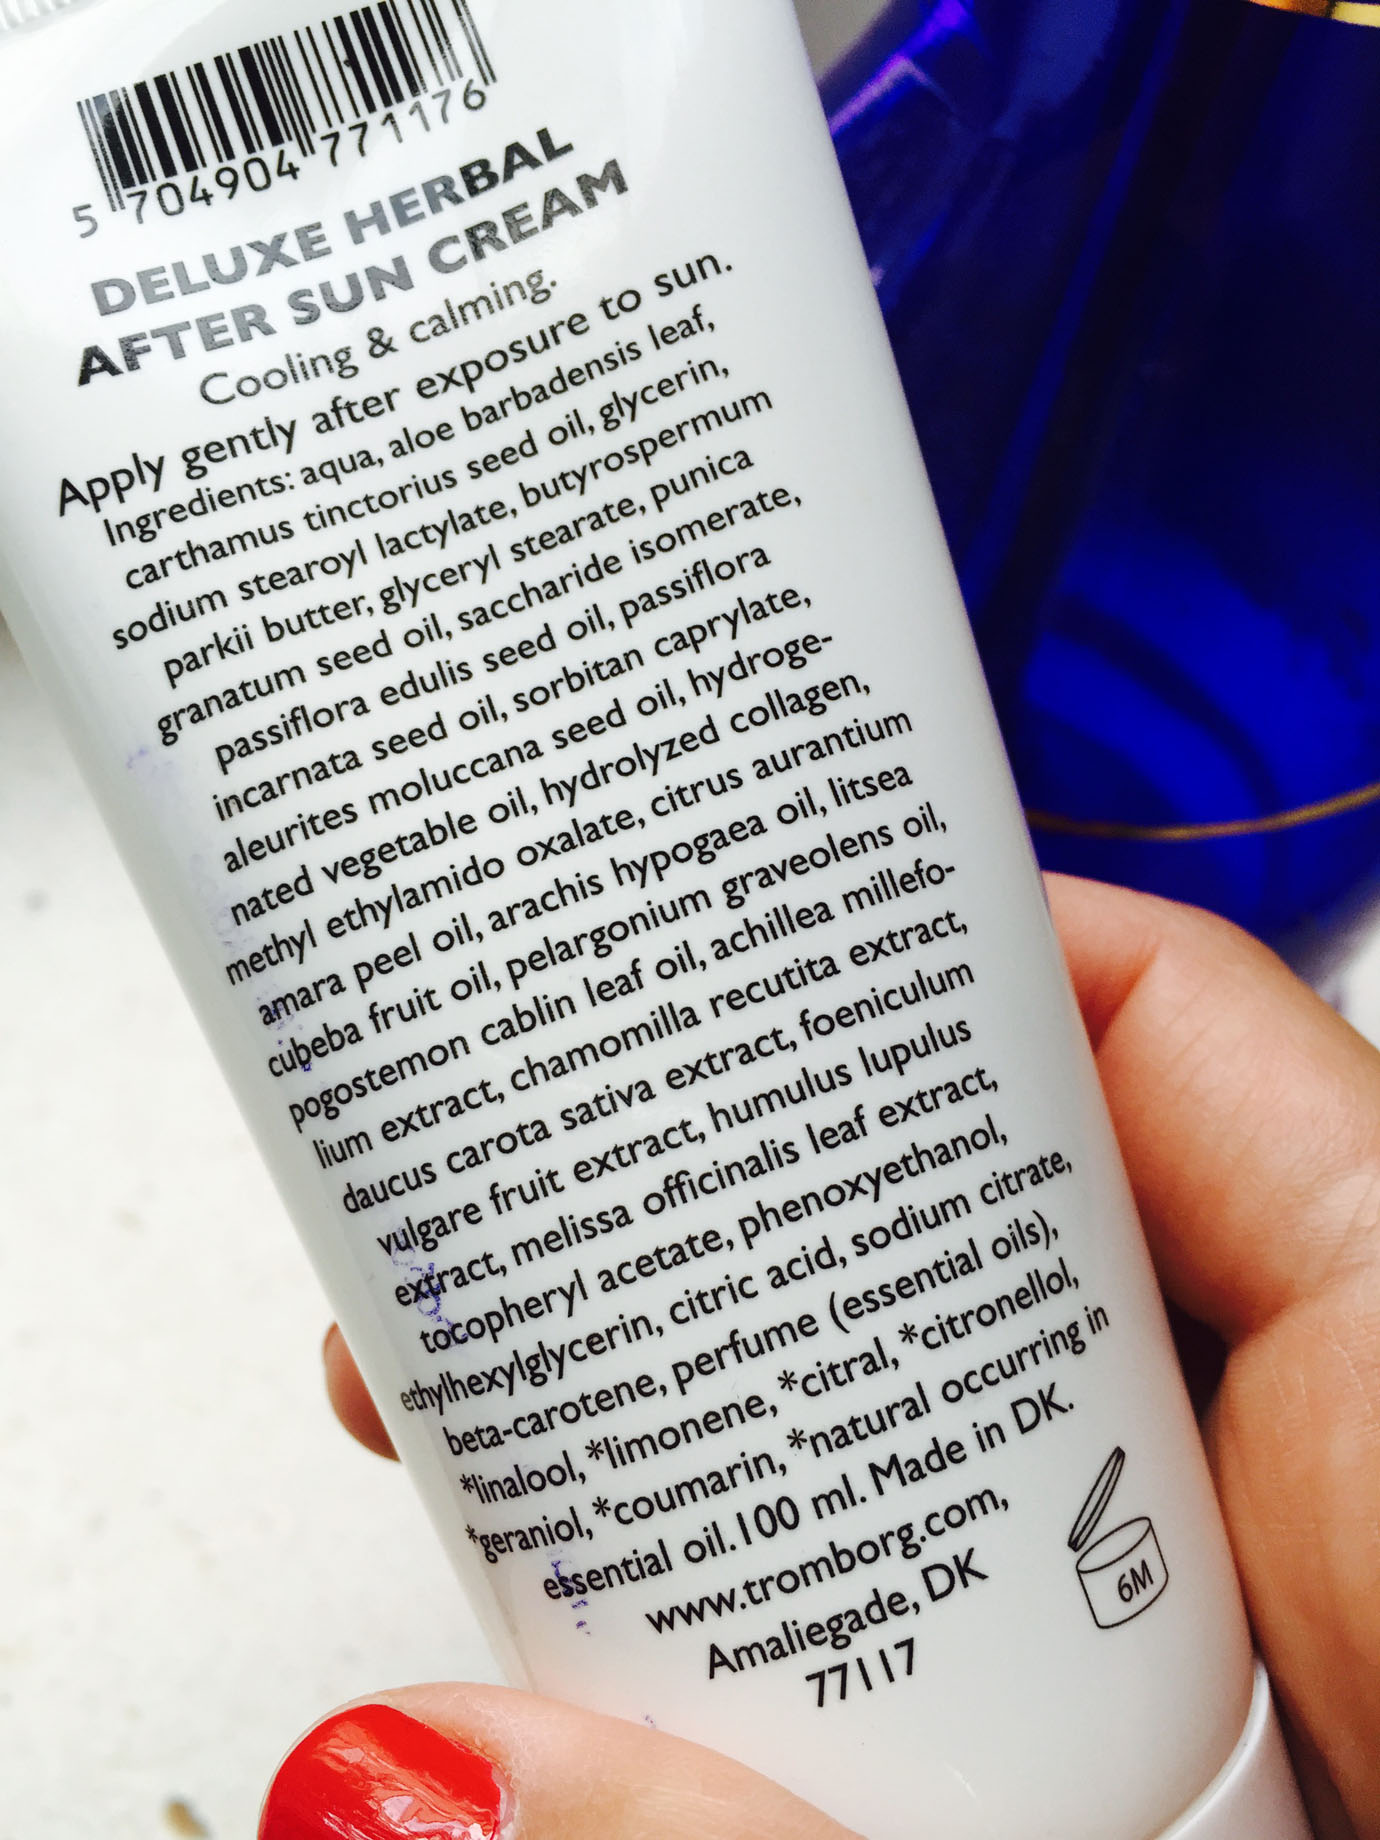 5 704904 771176
DELUXE HERBAL
AFTER SUN CREAM
Cooling & calming.
Apply gently after exposure to sun.
Ingredients: aqua, aloe barbadensis leaf,
carthamus tinctorius seed oil, glycerin,
sodium stearoyl lactylate, butyrospermum
parkii butter, glyceryl stearate, punica
granatum seed oil, saccharide isomerate,
passiflora edulis seed oil, passiflora
incarnata seed oil, sorbitan caprylate,
aleurites moluccana seed oil, hydroge-
nated vegetable oil, hydrolyzed collagen,
methyl ethylamido oxalate, citrus aurantium
amara peel oil, arachis hypogaea oil, litsea
cubeba fruit oil, pelargonium graveolens oil,
pogostemon cablin leaf oil, achillea millefo-
lium extract, chamomilla recutita extract,
daucus carota sativa extract, foeniculum
vulgare fruit extract, humulus lupulus
extract, melissa officinalis leaf extract,
tocopheryl acetate, phenoxyethanol,
ethylhexylglycerin, citric acid, sodium citrate,
beta-carotene, perfume (essential oils),
*linalool, *limonene, *citral, *citronellol,
*geraniol, *coumarin, *natural occurring in
essential oil. 100 ml. Made in DK.
www.tromborg.com,
Amaliegade, DK
77117
6M